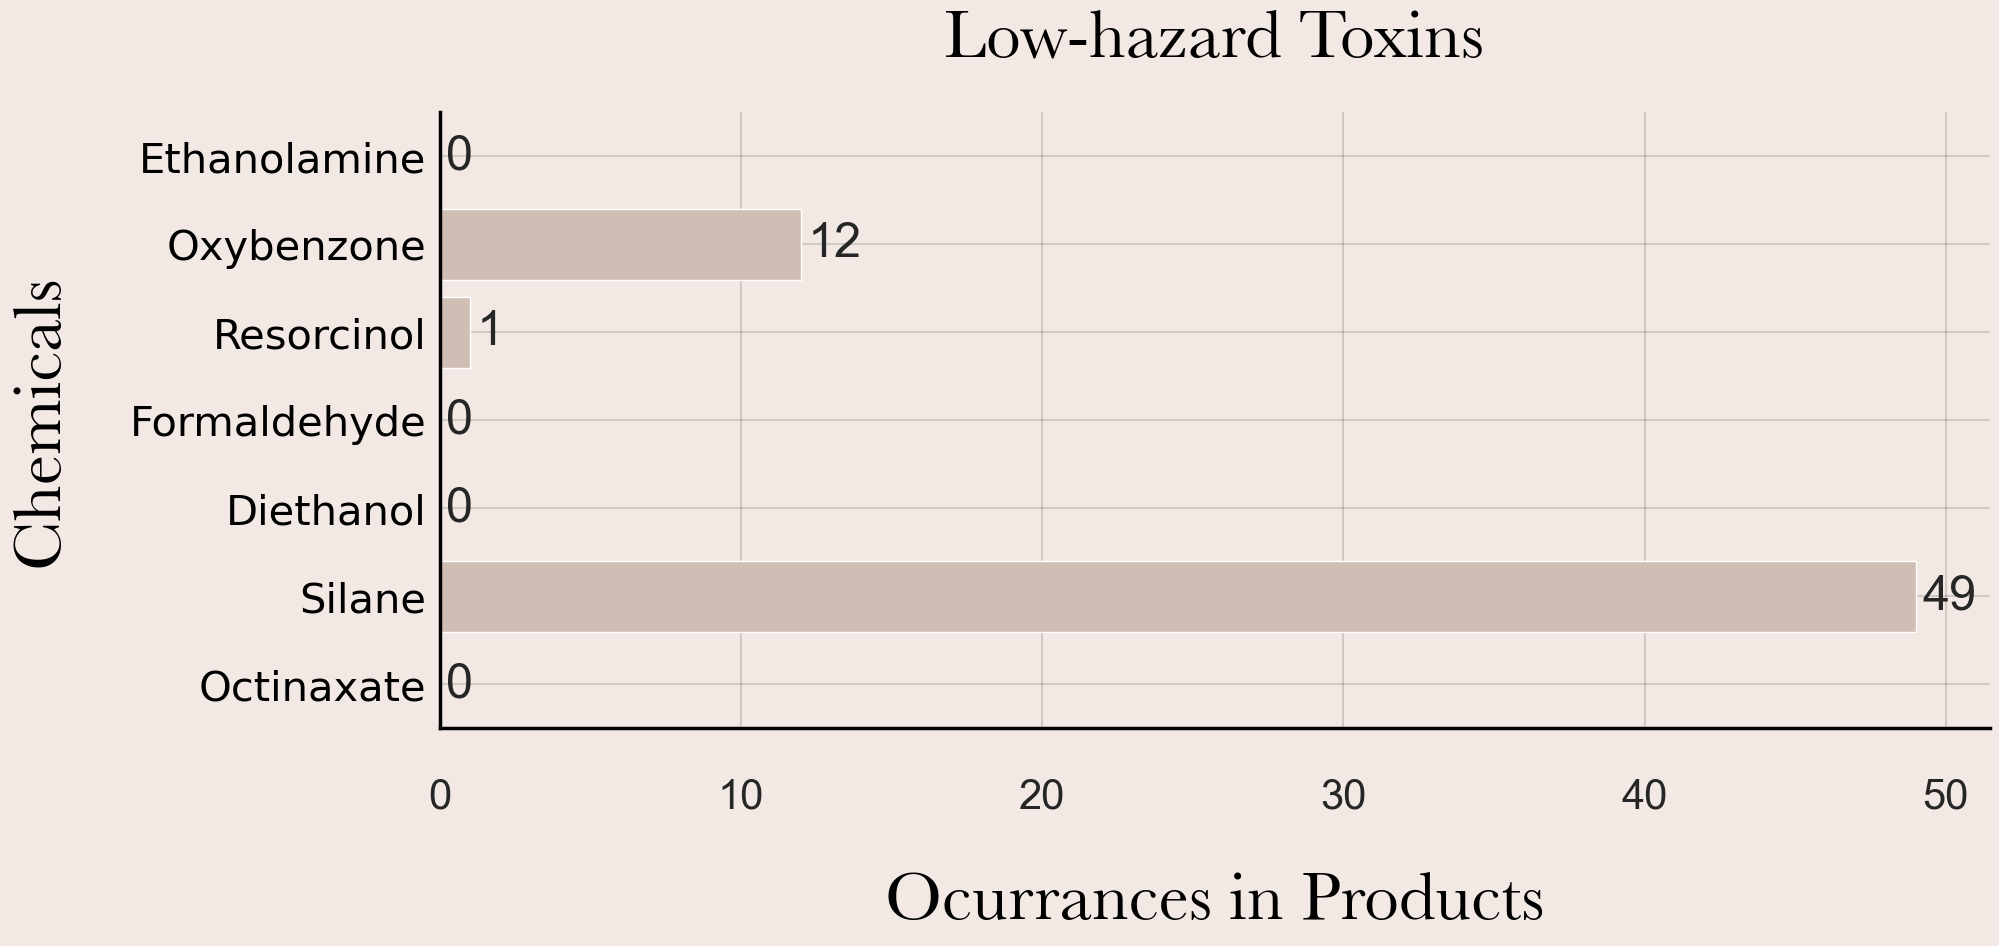 Low-hazard Toxins
Chemicals
Ethanolamine 0
Oxybenzone 12
Resorcinol 1
Formaldehyde 0
Diethanol 0
Silane 49
Octinaxate 0
0 10 20 30 40 50
Ocurrances in Products